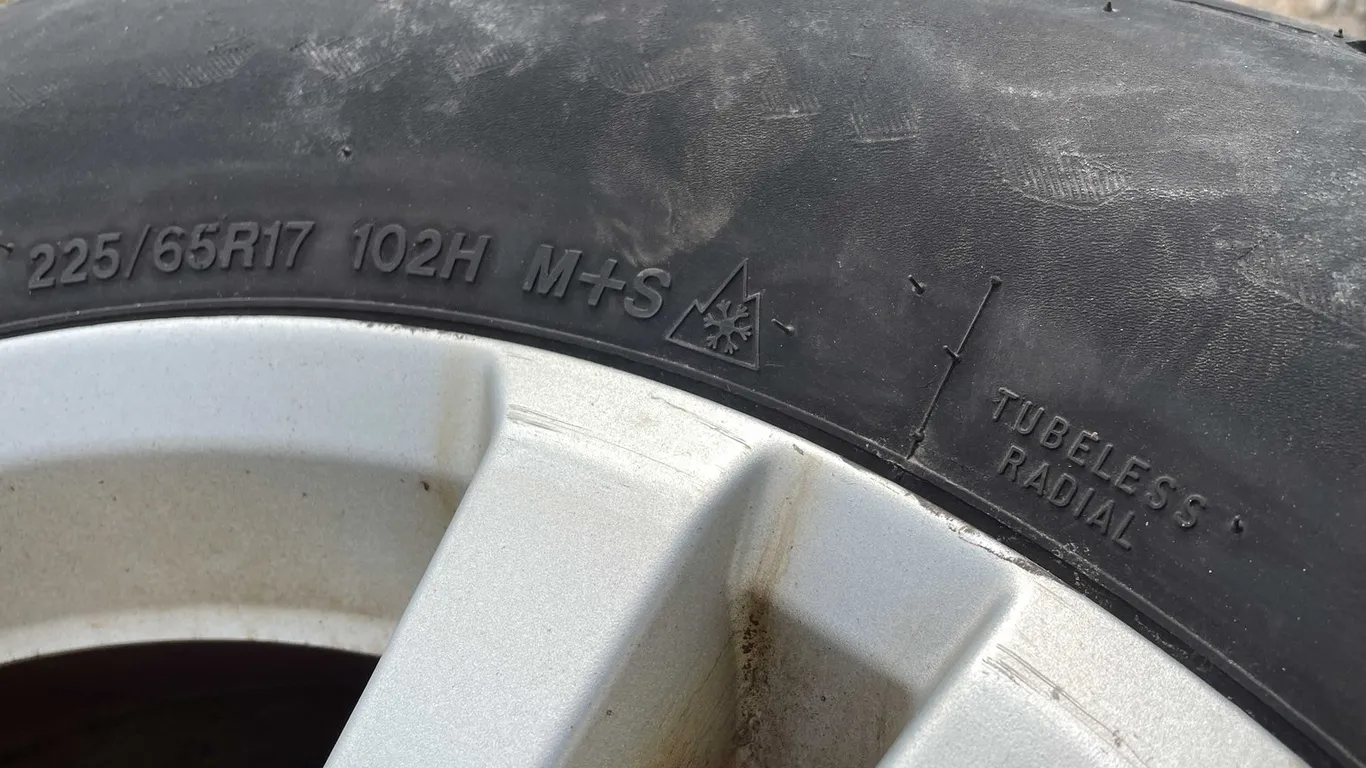 225/65R17 102H M+S
TUBELESS
RADIAL